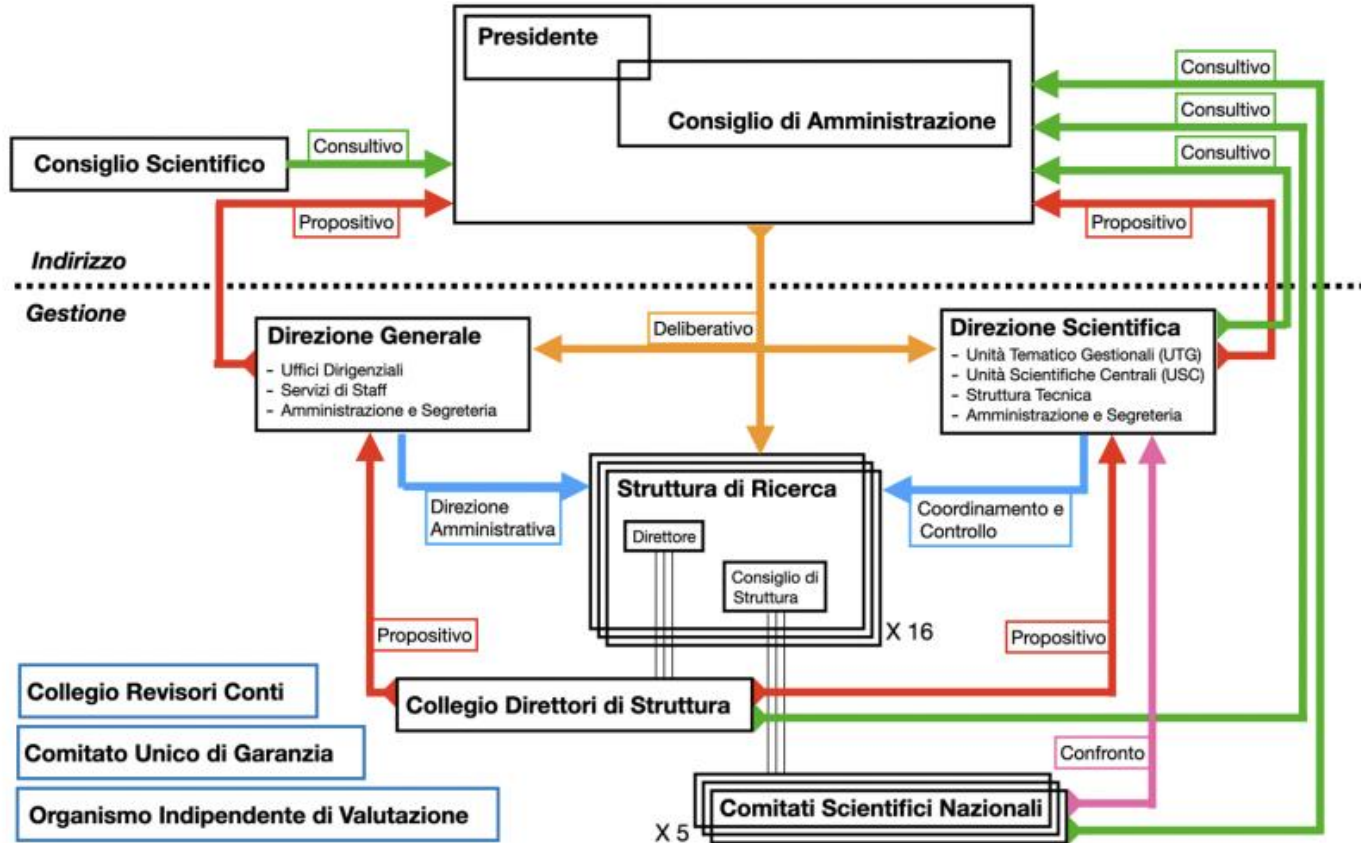 Presidente
Consiglio di Amministrazione
Consultivo
Consultivo
Consultivo
Consiglio Scientifico
Consultivo
Propositivo
Propositivo
Indirizzo
Gestione
Direzione Generale
- Uffici Dirigenziali
- Servizi di Staff
- Amministrazione e Segreteria
Deliberativo
Direzione Scientifica
- Unità Tematico Gestionali (UTG)
- Unità Scientifiche Centrali (USC)
- Struttura Tecnica
- Amministrazione e Segreteria
Direzione
Amministrativa
Struttura di Ricerca
Direttore
Consiglio di
Struttura
X 16
Coordinamento e
Controllo
Propositivo
Propositivo
Collegio Direttori di Struttura
Collegio Revisori Conti
Comitato Unico di Garanzia
Organismo Indipendente di Valutazione
Confronto
Comitati Scientifici Nazionali
X 5